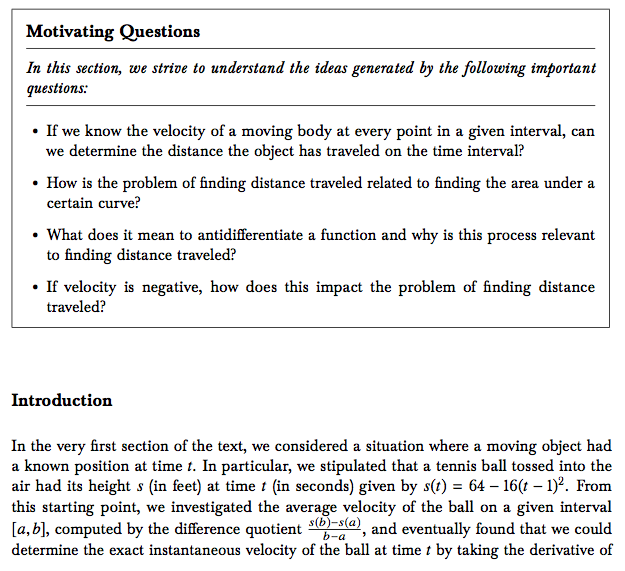 Motivating Questions
In this section, we strive to understand the ideas generated by the following important
questions:
• If we know the velocity of a moving body at every point in a given interval, can
we determine the distance the object has traveled on the time interval?
• How is the problem of finding distance traveled related to finding the area under a
certain curve?
• What does it mean to antidifferentiate a function and why is this process relevant
to finding distance traveled?
• If velocity is negative, how does this impact the problem of finding distance
traveled?
Introduction
In the very first section of the text, we considered a situation where a moving object had
a known position at time t. In particular, we stipulated that a tennis ball tossed into the
air had its height s (in feet) at time t (in seconds) given by s(t) = 64 − 16(t − 1)². From
this starting point, we investigated the average velocity of the ball on a given interval
[a, b], computed by the difference quotient \frac{s(b)−s(a)}{b−a}, and eventually found that we could
determine the exact instantaneous velocity of the ball at time t by taking the derivative of